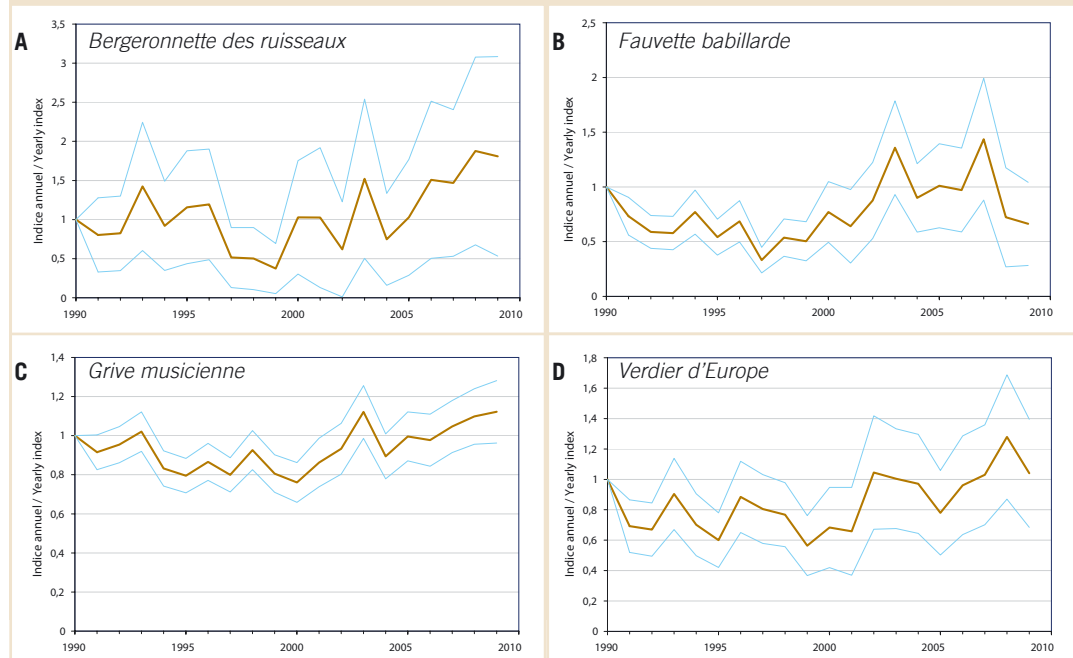 A
Bergeronnette des ruisseaux
Indice annuel / Yearly index
3,5
3
2,5
2
1,5
1
0,5
0
1990 1995 2000 2005 2010
B
Fauvette babillarde
Indice annuel / Yearly index
2,5
2
1,5
1
0,5
0
1990 1995 2000 2005 2010
C
Grive musicienne
Indice annuel / Yearly index
1,4
1,2
1
0,8
0,6
0,4
0,2
0
1990 1995 2000 2005 2010
D
Verdier d'Europe
Indice annuel / Yearly index
1,8
1,6
1,4
1,2
1
0,8
0,6
0,4
0,2
0
1990 1995 2000 2005 2010